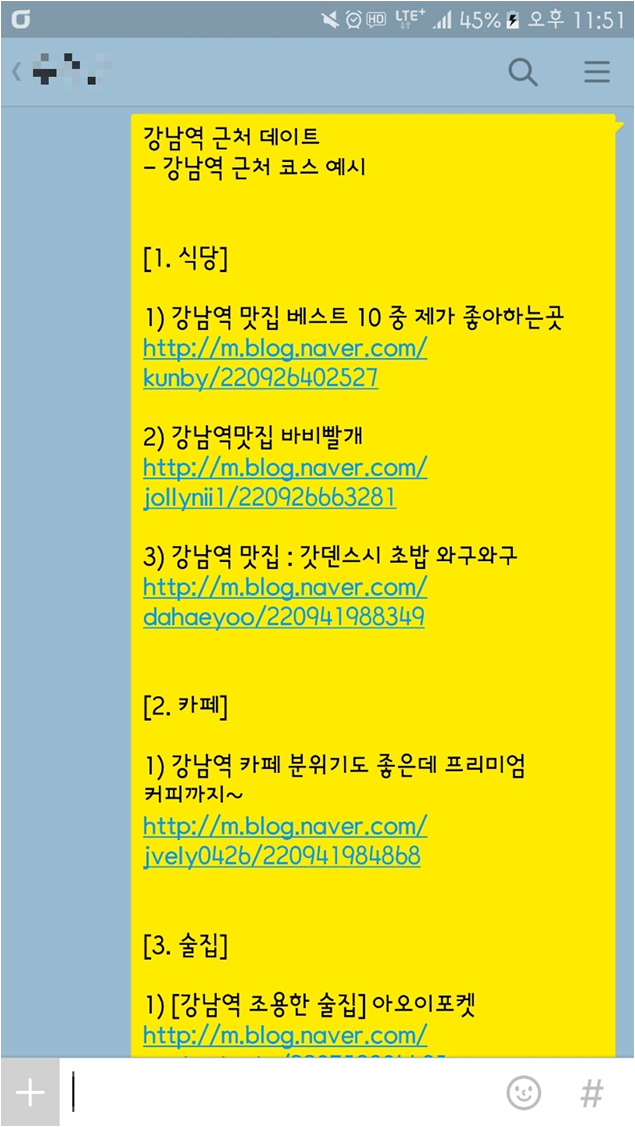 HD LTE+ 45% 오후 11:51
강남역 근처 데이트
- 강남역 근처 코스 예시
[1. 식당]
1) 강남역 맛집 베스트 10 중 제가 좋아하는곳
http://m.blog.naver.com/
kunby/220926402527
2) 강남역맛집 바비빨개
http://m.blog.naver.com/
jollynii1/220926663281
3) 강남역 맛집 : 갓덴스시 초밥 와구와구
http://m.blog.naver.com/
dahaeyoo/220941988349
[2. 카페]
1) 강남역 카페 분위기도 좋은데 프리미엄
커피까지~
http://m.blog.naver.com/
jvely0426/220941984868
[3. 술집]
1) [강남역 조용한 술집] 아오이포켓
http://m.blog.naver.com/
#